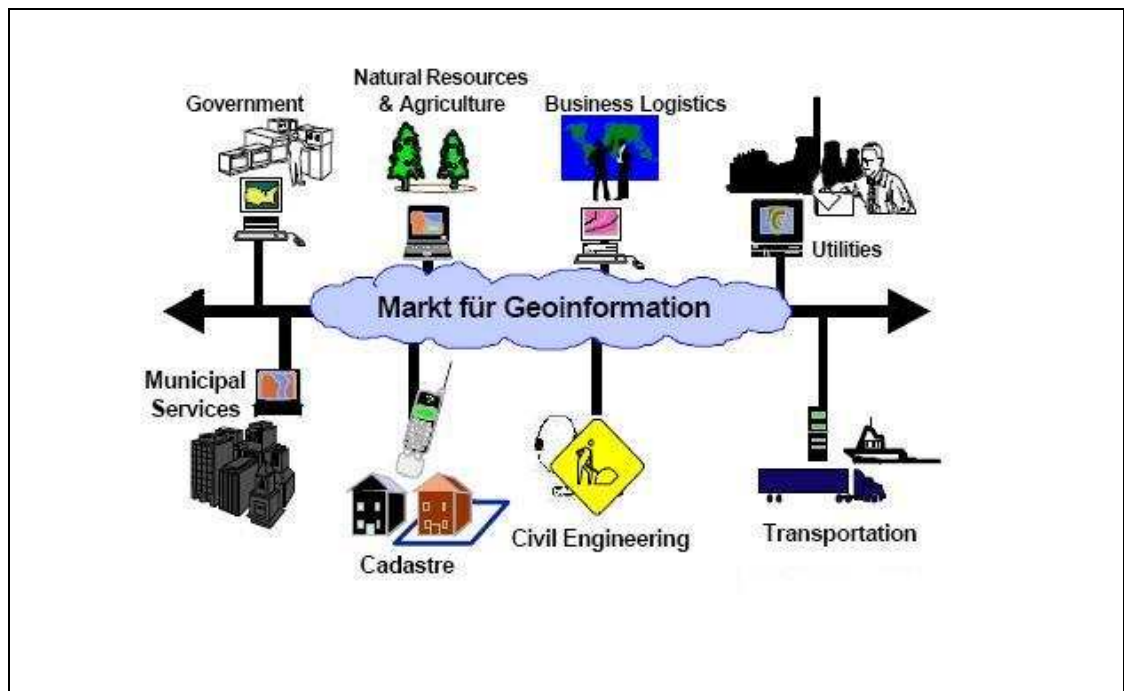 Government
Natural Resources
& Agriculture
Business Logistics
Utilities
Markt für Geoinformation
Municipal
Services
Cadastre
Civil Engineering
Transportation